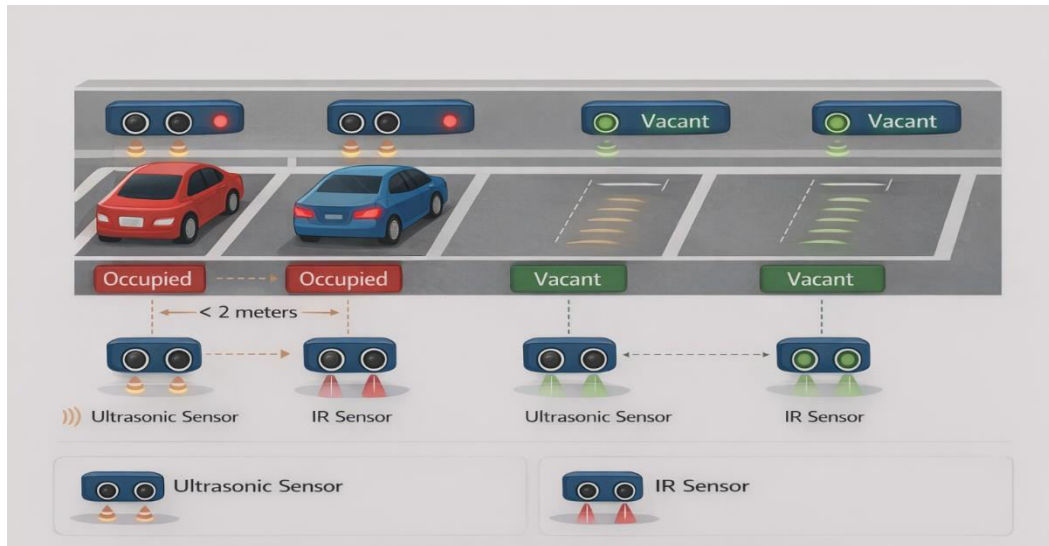 Vacant
Vacant
Occupied
Occupied
Vacant
Vacant
< 2 meters
Ultrasonic Sensor
IR Sensor
Ultrasonic Sensor
IR Sensor
Ultrasonic Sensor
IR Sensor